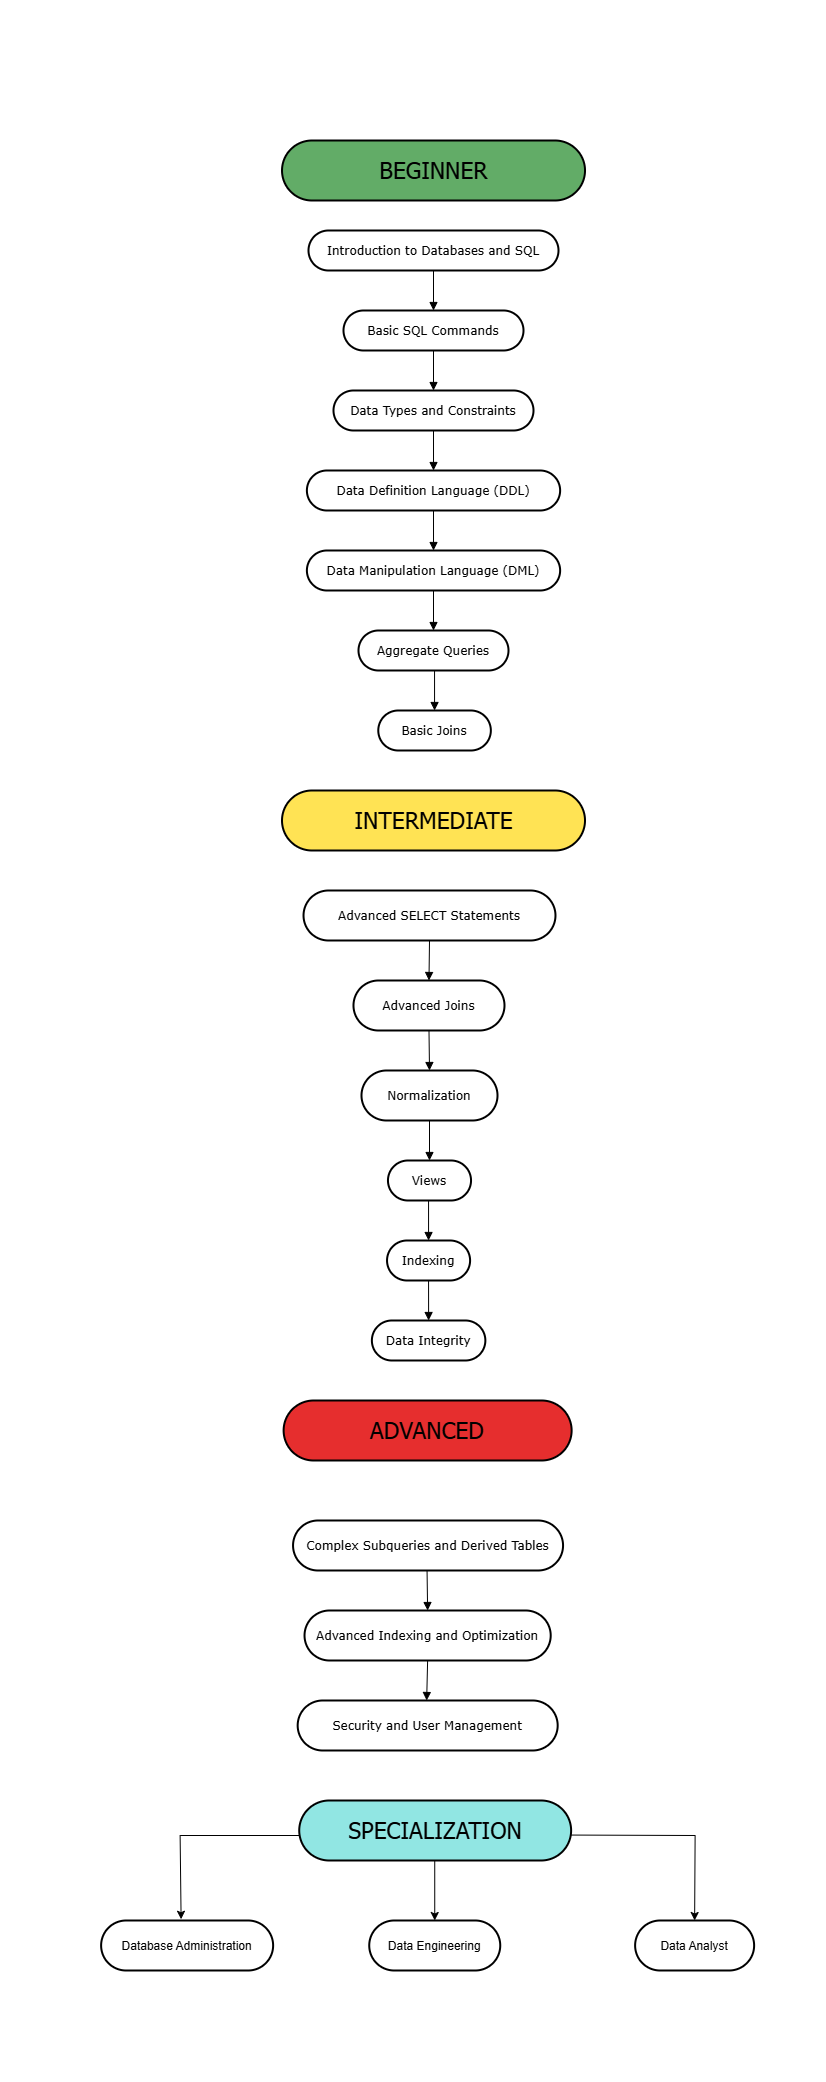 BEGINNER
Introduction to Databases and SQL
Basic SQL Commands
Data Types and Constraints
Data Definition Language (DDL)
Data Manipulation Language (DML)
Aggregate Queries
Basic Joins
INTERMEDIATE
Advanced SELECT Statements
Advanced Joins
Normalization
Views
Indexing
Data Integrity
ADVANCED
Complex Subqueries and Derived Tables
Advanced Indexing and Optimization
Security and User Management
SPECIALIZATION
Database Administration
Data Engineering
Data Analyst